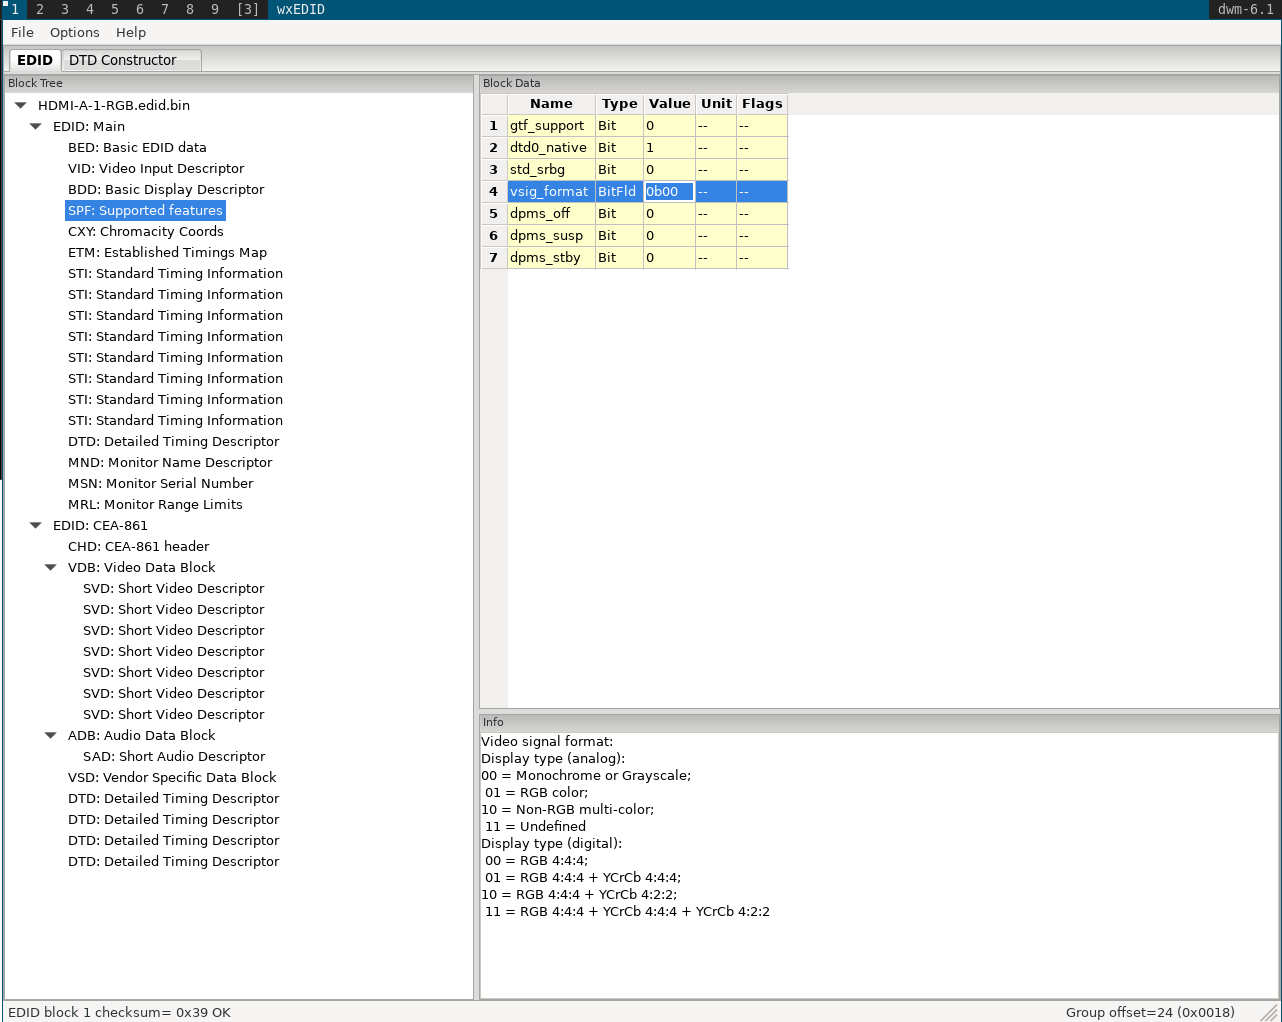 1 2 3 4 5 6 7 8 9 [3] wxEDID dwm-6.1
File Options Help
EDID DTD Constructor
Block Tree
HDMI-A-1-RGB.edid.bin
EDID: Main
BED: Basic EDID data
VID: Video Input Descriptor
BDD: Basic Display Descriptor
SPF: Supported features
CXY: Chromacity Coords
ETM: Established Timings Map
STI: Standard Timing Information
STI: Standard Timing Information
STI: Standard Timing Information
STI: Standard Timing Information
STI: Standard Timing Information
STI: Standard Timing Information
STI: Standard Timing Information
STI: Standard Timing Information
DTD: Detailed Timing Descriptor
MND: Monitor Name Descriptor
MSN: Monitor Serial Number
MRL: Monitor Range Limits
EDID: CEA-861
CHD: CEA-861 header
VDB: Video Data Block
SVD: Short Video Descriptor
SVD: Short Video Descriptor
SVD: Short Video Descriptor
SVD: Short Video Descriptor
SVD: Short Video Descriptor
SVD: Short Video Descriptor
SVD: Short Video Descriptor
ADB: Audio Data Block
SAD: Short Audio Descriptor
VSD: Vendor Specific Data Block
DTD: Detailed Timing Descriptor
DTD: Detailed Timing Descriptor
DTD: Detailed Timing Descriptor
DTD: Detailed Timing Descriptor
Block Data
Name Type Value Unit Flags
1 gtf_support Bit 0 -- --
2 dtd0_native Bit 1 -- --
3 std_srbg Bit 0 -- --
4 vsig_format BitFld 0b00 -- --
5 dpms_off Bit 0 -- --
6 dpms_susp Bit 0 -- --
7 dpms_stby Bit 0 -- --
Info
Video signal format:
Display type (analog):
00 = Monochrome or Grayscale;
01 = RGB color;
10 = Non-RGB multi-color;
11 = Undefined
Display type (digital):
00 = RGB 4:4:4;
01 = RGB 4:4:4 + YCrCb 4:4:4;
10 = RGB 4:4:4 + YCrCb 4:2:2;
11 = RGB 4:4:4 + YCrCb 4:4:4 + YCrCb 4:2:2
EDID block 1 checksum= 0x39 OK
Group offset=24 (0x0018)